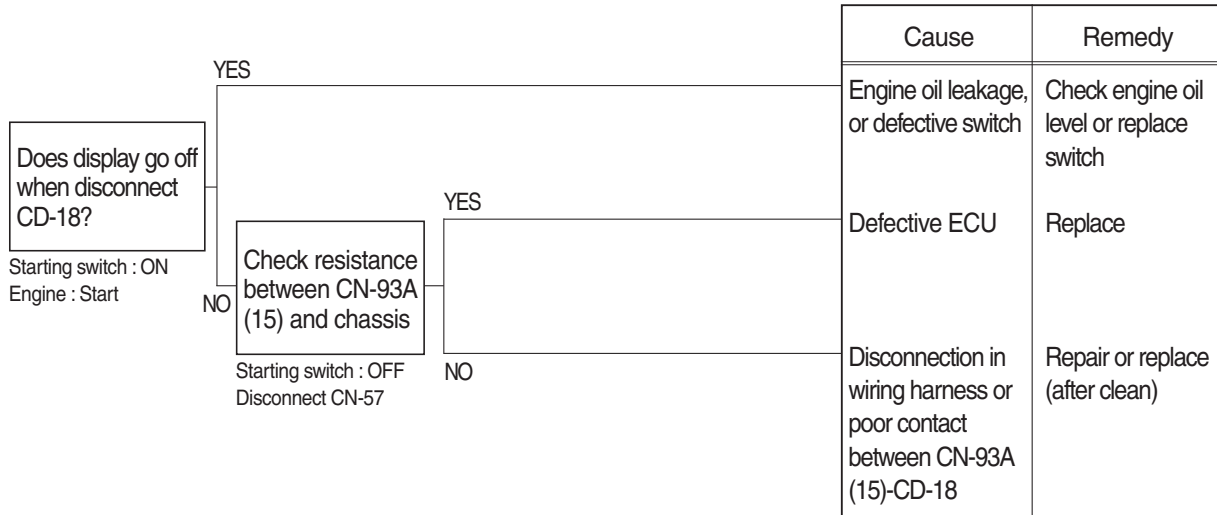 Cause
Remedy
YES
Engine oil leakage,
or defective switch
Check engine oil
level or replace
switch
Does display go off
when disconnect
CD-18?
Starting switch : ON
Engine : Start
YES
Defective ECU
Replace
NO
Check resistance
between CN-93A
(15) and chassis
Starting switch : OFF
Disconnect CN-57
NO
Disconnection in
wiring harness or
poor contact
between CN-93A
(15)-CD-18
Repair or replace
(after clean)